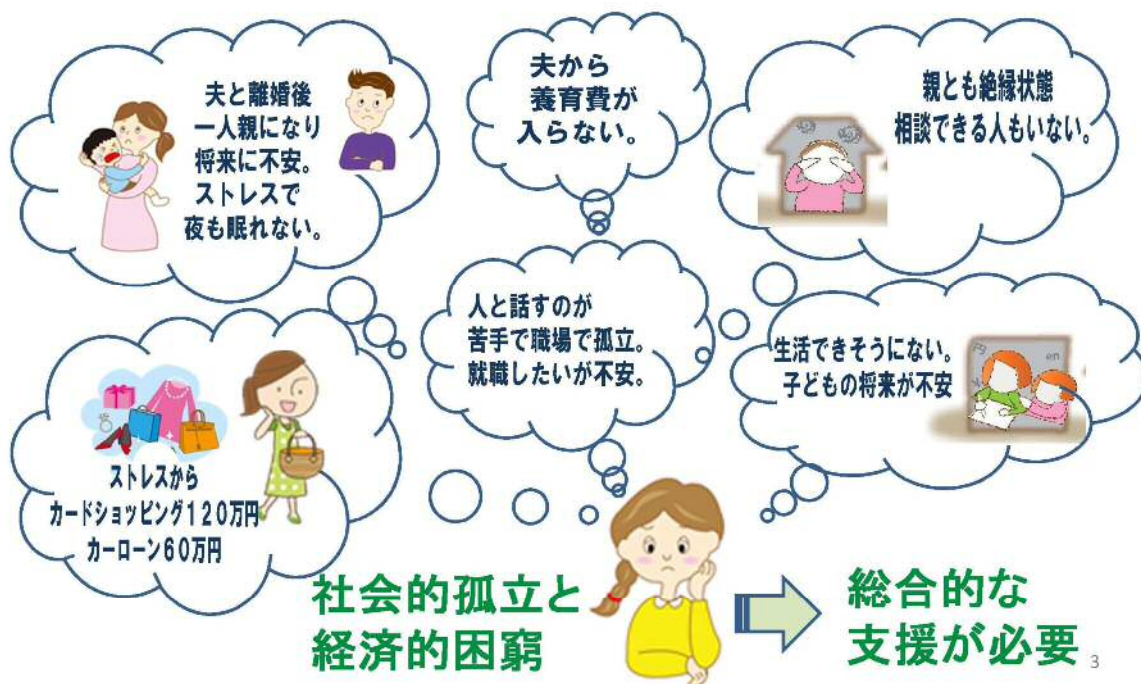 夫と離婚後
一人親になり
将来に不安。
ストレスで
夜も眠れない。
夫から
養育費が
入らない。
親とも絶縁状態
相談できる人もいない。
人と話すのが
苦手で職場で孤立。
就職したいが不安。
生活できそうにない。
子どもの将来が不安
円
en
ストレスから
カードショッピング１２０万円
カーローン６０万円
社会的孤立と
経済的困窮
総合的な
支援が必要
3